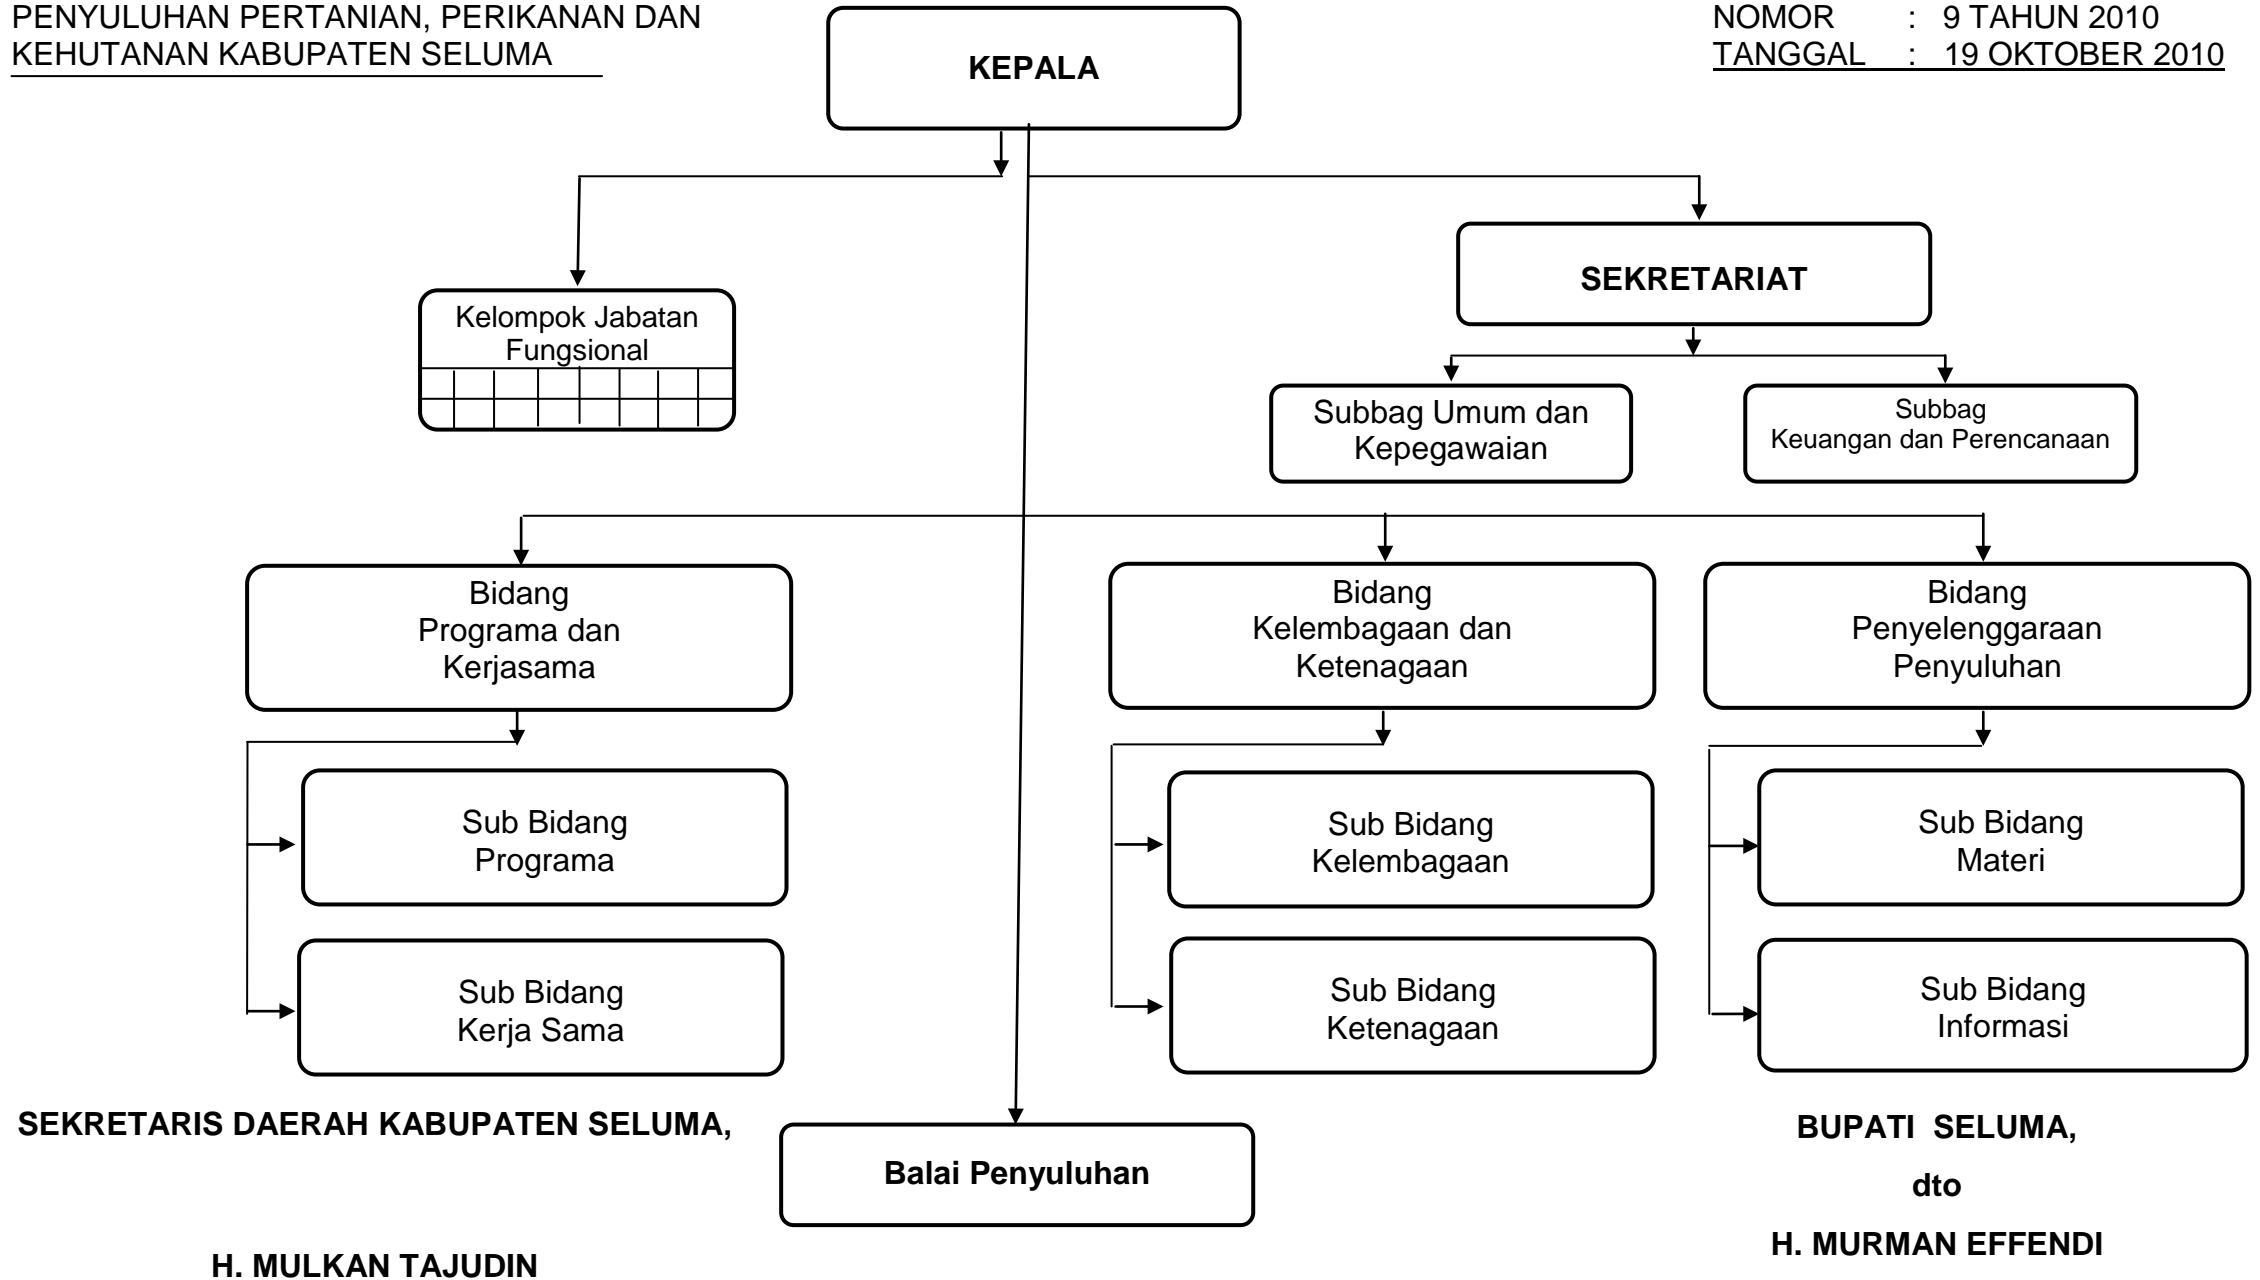 PENYULUHAN PERTANIAN, PERIKANAN DAN
KEHUTANAN KABUPATEN SELUMA
NOMOR : 9 TAHUN 2010
TANGGAL : 19 OKTOBER 2010
KEPALA
SEKRETARIAT
Kelompok Jabatan
Fungsional
Subbag Umum dan
Kepegawaian
Subbag
Keuangan dan Perencanaan
Bidang
Programa dan
Kerjasama
Bidang
Kelembagaan dan
Ketenagaan
Bidang
Penyelenggaraan
Penyuluhan
Sub Bidang
Programa
Sub Bidang
Kelembagaan
Sub Bidang
Materi
Sub Bidang
Kerja Sama
Sub Bidang
Ketenagaan
Sub Bidang
Informasi
SEKRETARIS DAERAH KABUPATEN SELUMA,
H. MULKAN TAJUDIN
Balai Penyuluhan
BUPATI SELUMA,
dto
H. MURMAN EFFENDI